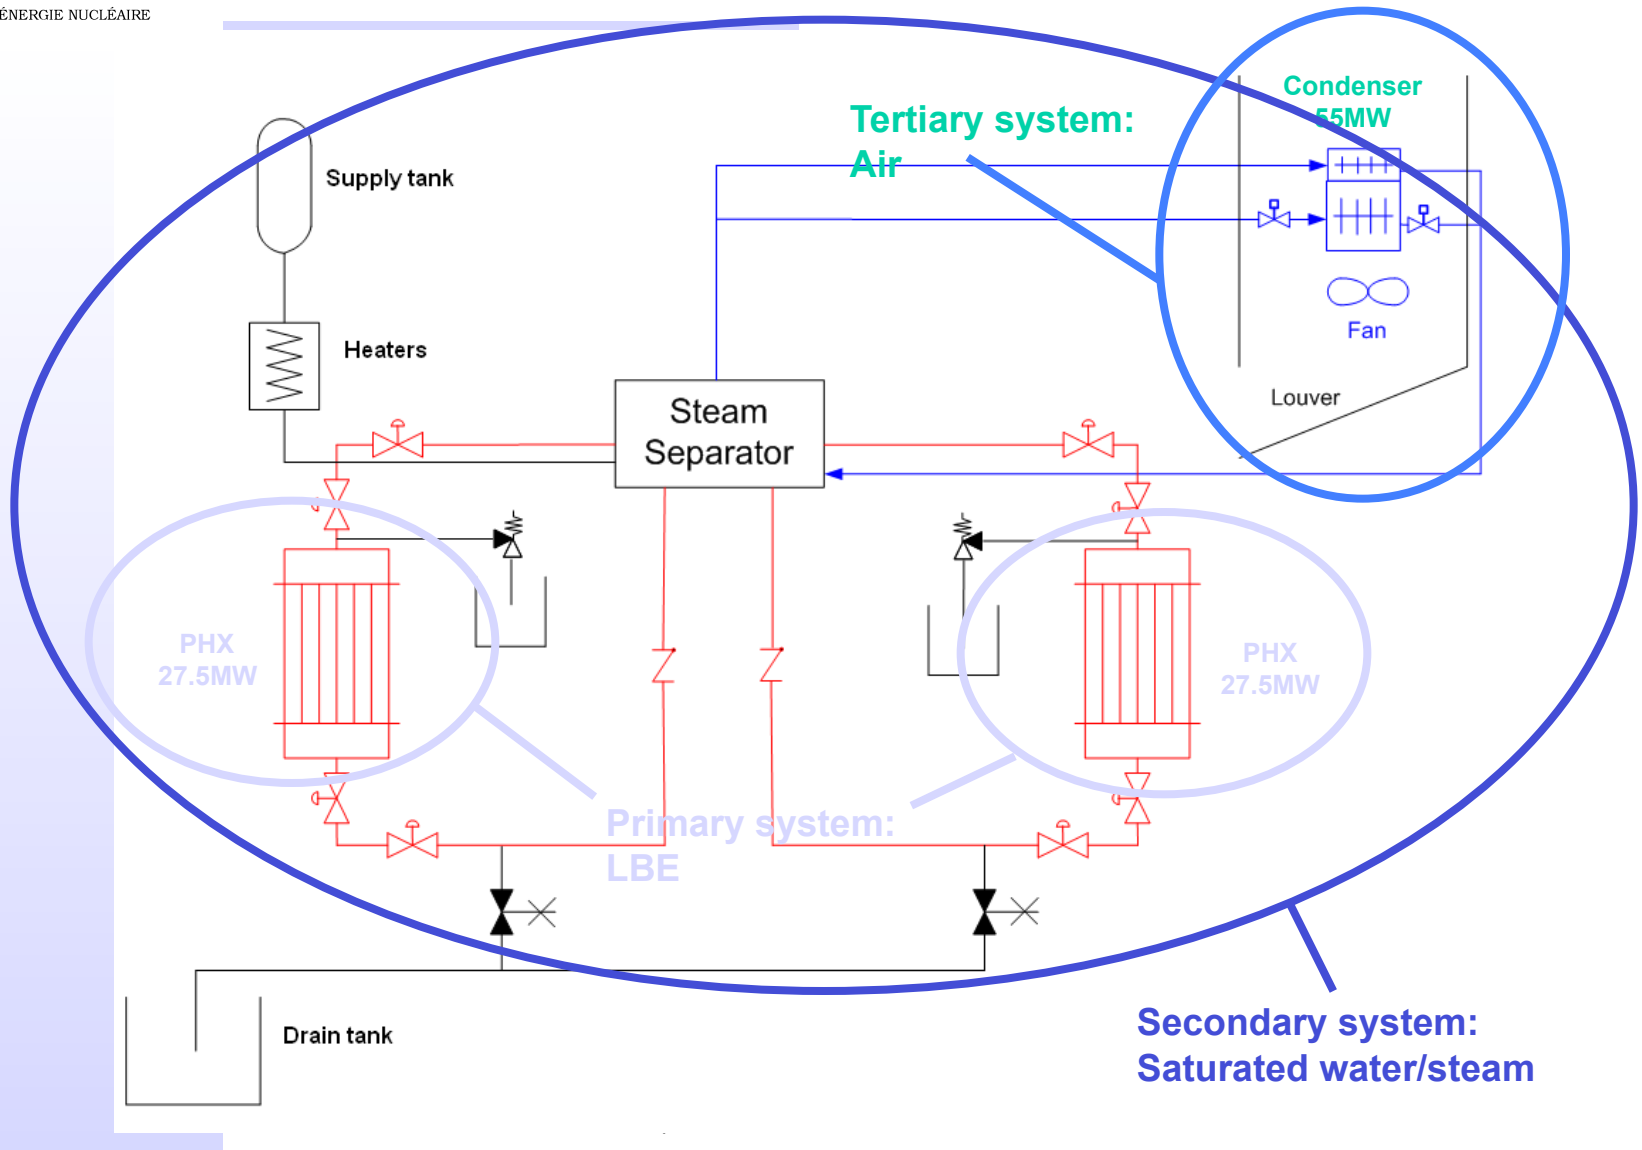 ÉNERGIE NUCLÉAIRE
Condenser
55MW
Tertiary system:
Air
Supply tank
Fan
Heaters
Louver
Steam
Separator
PHX
27.5MW
PHX
27.5MW
Primary system:
LBE
Secondary system:
Saturated water/steam
Drain tank